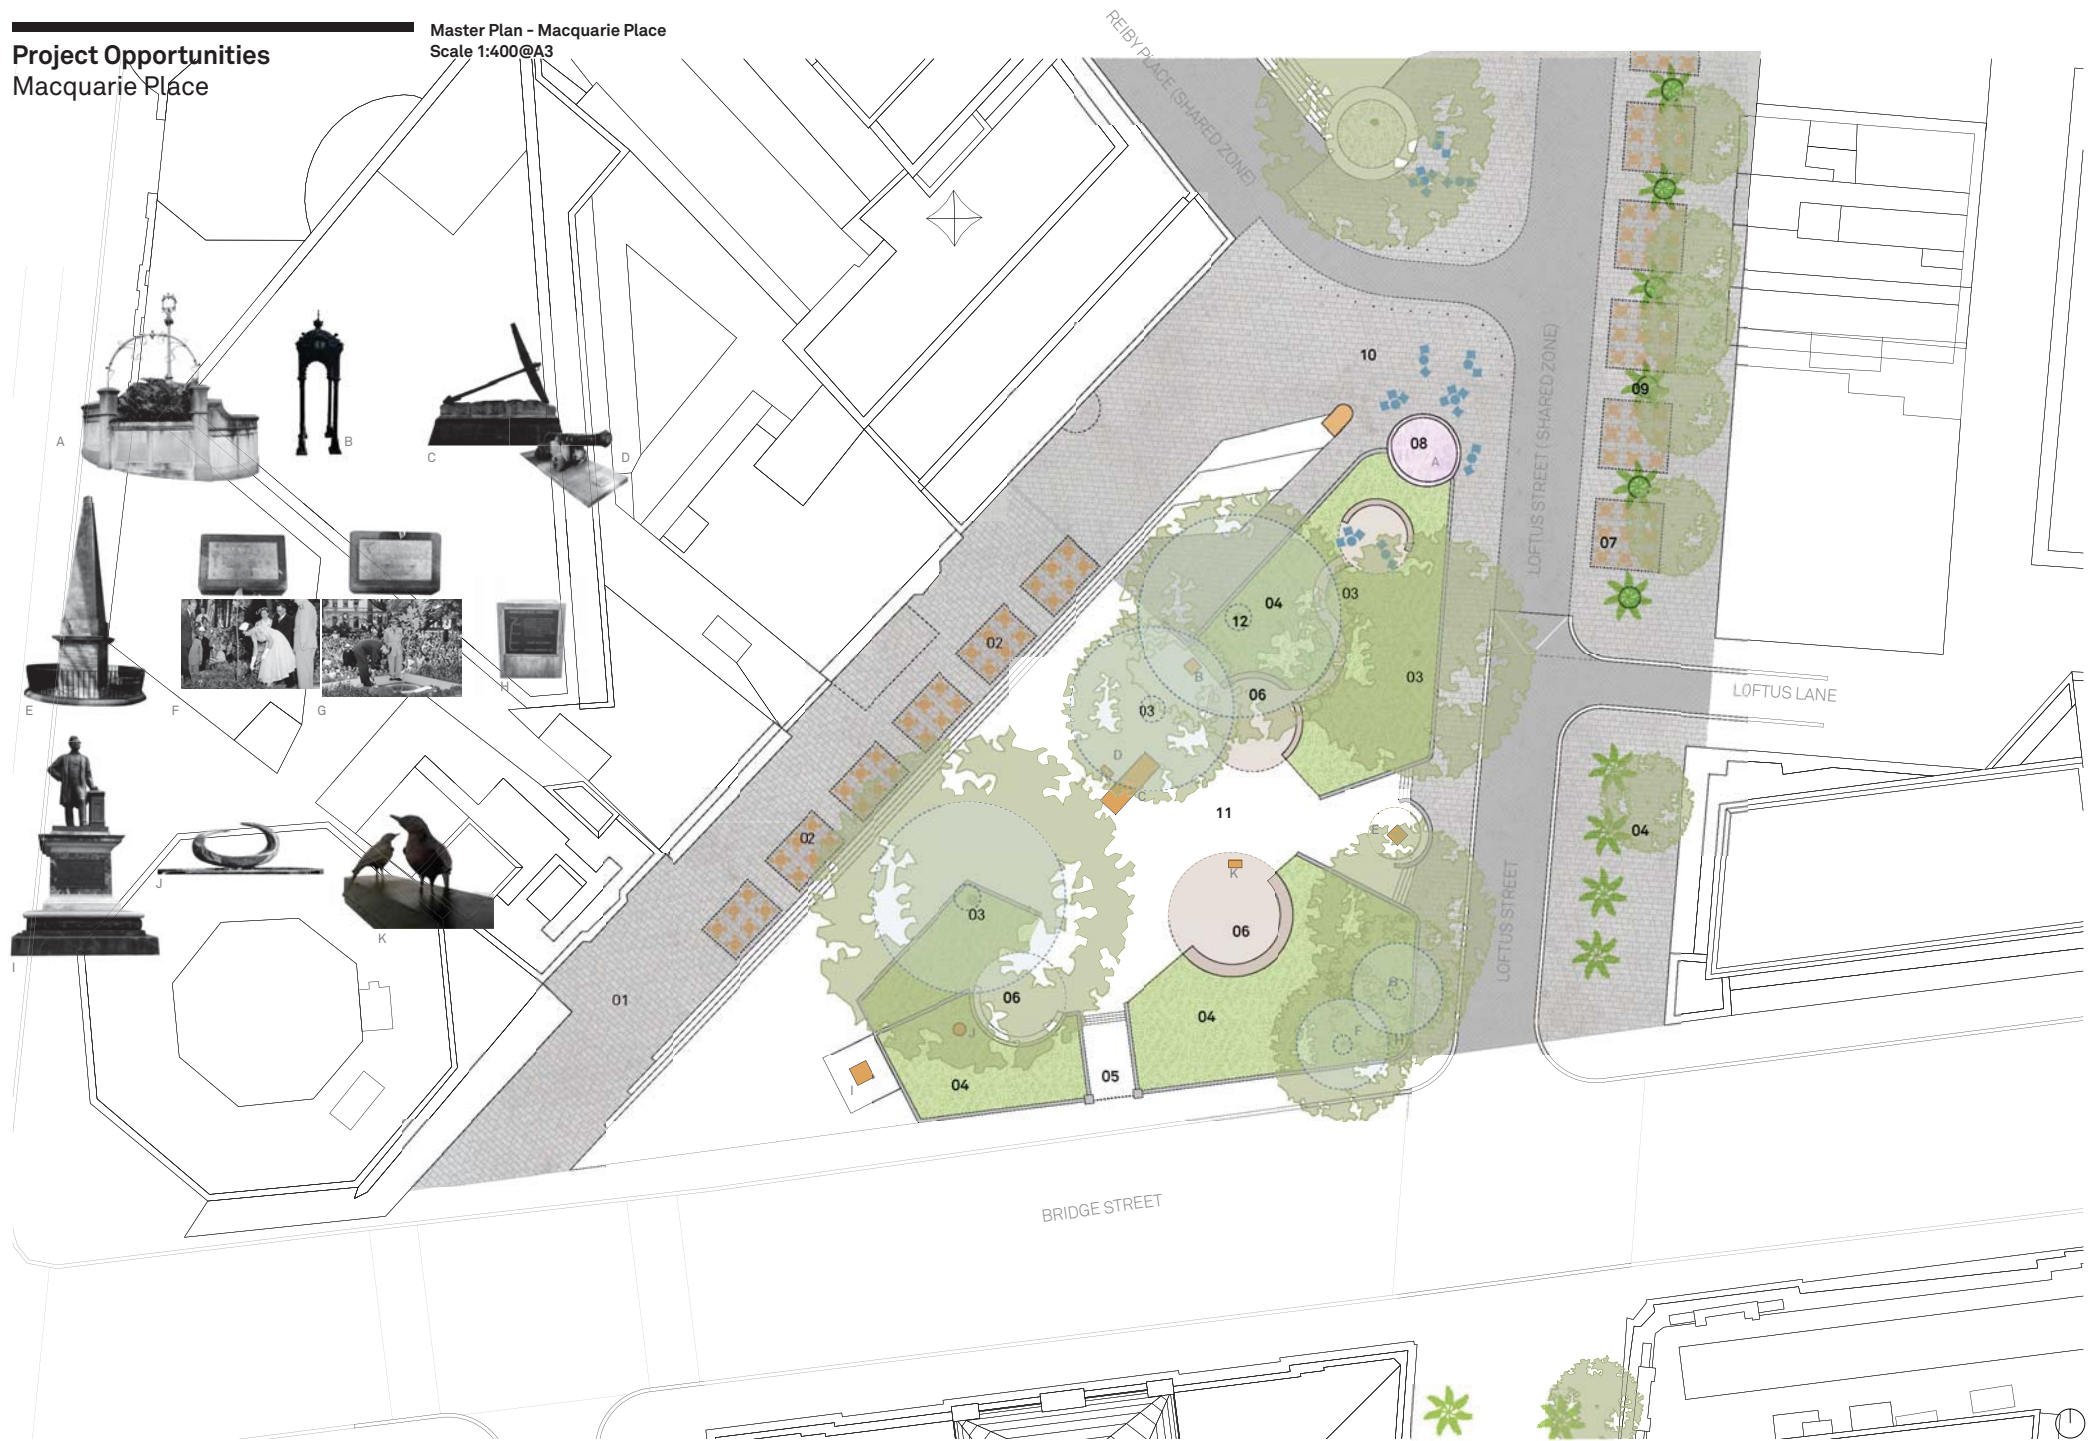 Project Opportunities
Macquarie Place
Master Plan - Macquarie Place
Scale 1:400@A3
REIBY PLACE (SHARED ZONE)
LOFTUS STREET (SHARED ZONE)
10
09
A
B
C
D
08
A
07
03
04
12
02
03
B
06
03
LOFTUS LANE
E
F
G
H
D
C
11
E
04
02
K
03
06
LOFTUS STREET
J
K
I
01
06
04
J
F
H
05
04
I
BRIDGE STREET